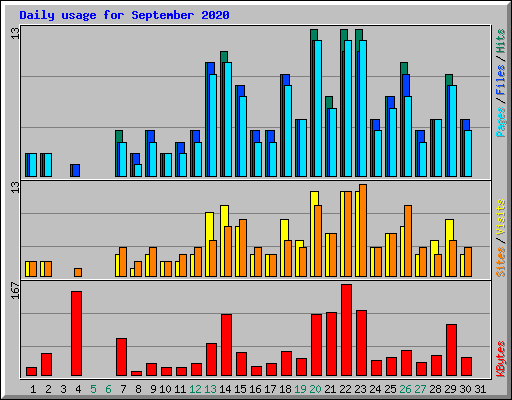 Daily usage for September 2020
13
Pages / Files / Hits
13
Sites / Visits
167
KBytes
1 2 3 4 5 6 7 8 9 10 11 12 13 14 15 16 17 18 19 20 21 22 23 24 25 26 27 28 29 30 31